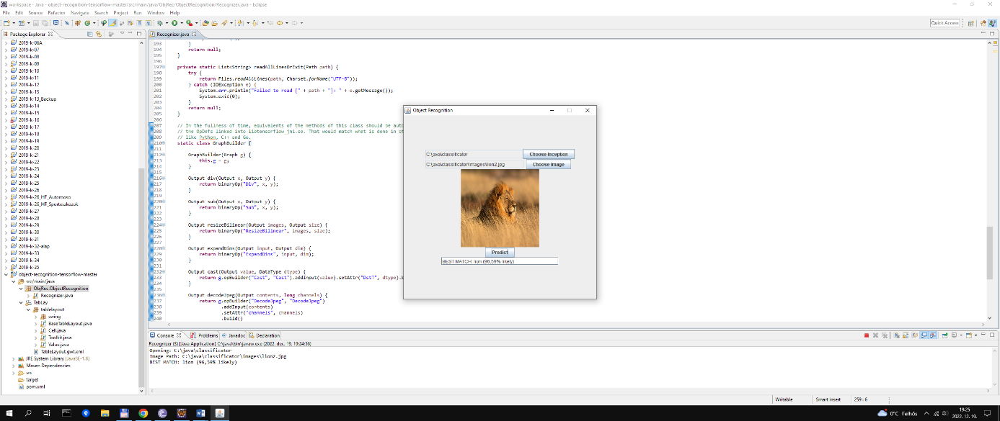 workspace - Java - object-recognition-tensorflow-master/src/main/java/ObjRec/ObjectRecognition/Recognizer.java - Eclipse
File Edit Source Refactor Navigate Search Project Run Window Help
Quick Access
Package Explorer
2019-k-06A
2019-k-07
2019-k-08
2019-k-09
2019-k-10
2019-k-11
2019-k-12
2019-k-13
2019-k-13_Backup
2019-k-14
2019-k-15
2019-k-16
2019-k-17
2019-k-18
2019-k-19
2019-k-20
2019-k-21
2019-k-22
2019-k-23
2019-k-24
2019-k-25
2019-k-26
2019-k-26_HF_Automoso
2019-k-26_HF_Sporteszkozok
2019-k-27
2019-k-28
2019-k-29
2019-k-30
2019-k-31
2019-k-32-alap
2019-k-33
2019-k-34
2019-k-35
object-recognition-tensorflow-master
src/main/java
ObjRec.ObjectRecognition
Recognizer.java
TabLay
tablelayout
swing
BaseTableLayout.java
Cell.java
Toolkit.java
Value.java
TableLayout.gwt.xml
JRE System Library [JavaSE-1.8]
Maven Dependencies
src
target
pom.xml
Recognizer.java
193 }
194 return null;
195 }
196
197 private static List<String> readAllLinesOrExit(Path path) {
198 try {
199 return Files.readAllLines(path, Charset.forName("UTF-8"));
200 } catch (IOException e) {
201 System.err.println("Failed to read [" + path + "]: " + e.getMessage());
202 System.exit(0);
203 }
204 return null;
205 }
206
207 // In the fullness of time, equivalents of the methods of this class should be auto
208 // the OpDefs linked into libtensorflow_jni.so. That would match what is done in ot
209 // like Python, C++ and Go.
210 static class GraphBuilder {
211
212 GraphBuilder(Graph g) {
213 this.g = g;
214 }
215
216 Output div(Output x, Output y) {
217 return binaryOp("Div", x, y);
218 }
219
220 Output sub(Output x, Output y) {
221 return binaryOp("Sub", x, y);
222 }
223
224 Output resizeBilinear(Output images, Output size) {
225 return binaryOp("ResizeBilinear", images, size);
226 }
227
228 Output expandDims(Output input, Output dim) {
229 return binaryOp("ExpandDims", input, dim);
230 }
231
232 Output cast(Output value, DataType dtype) {
233 return g.opBuilder("Cast", "Cast").addInput(value).setAttr("DstT", dtype).b
234 }
235
236 Output decodeJpeg(Output contents, long channels) {
237 return g.opBuilder("DecodeJpeg", "DecodeJpeg")
238 .addInput(contents)
239 .setAttr("channels", channels)
240 .build()
Object Recognition
C:\java\classificator Choose Inception
C:\java\classificator\images\lion2.jpg Choose Image
Predict
BEST MATCH: lion (96,59% likely)
Console Problems Javadoc Declaration
Recognizer (3) [Java Application] C:\java\bin\javaw.exe (2022. dec. 19. 19:24:56)
Opening: C:\java\classificator
Image Path: C:\java\classificator\images\lion2.jpg
BEST MATCH: lion (96,59% likely)
Writable Smart Insert 259 : 6
0°C Felhős
19:25
2022. 12. 19.